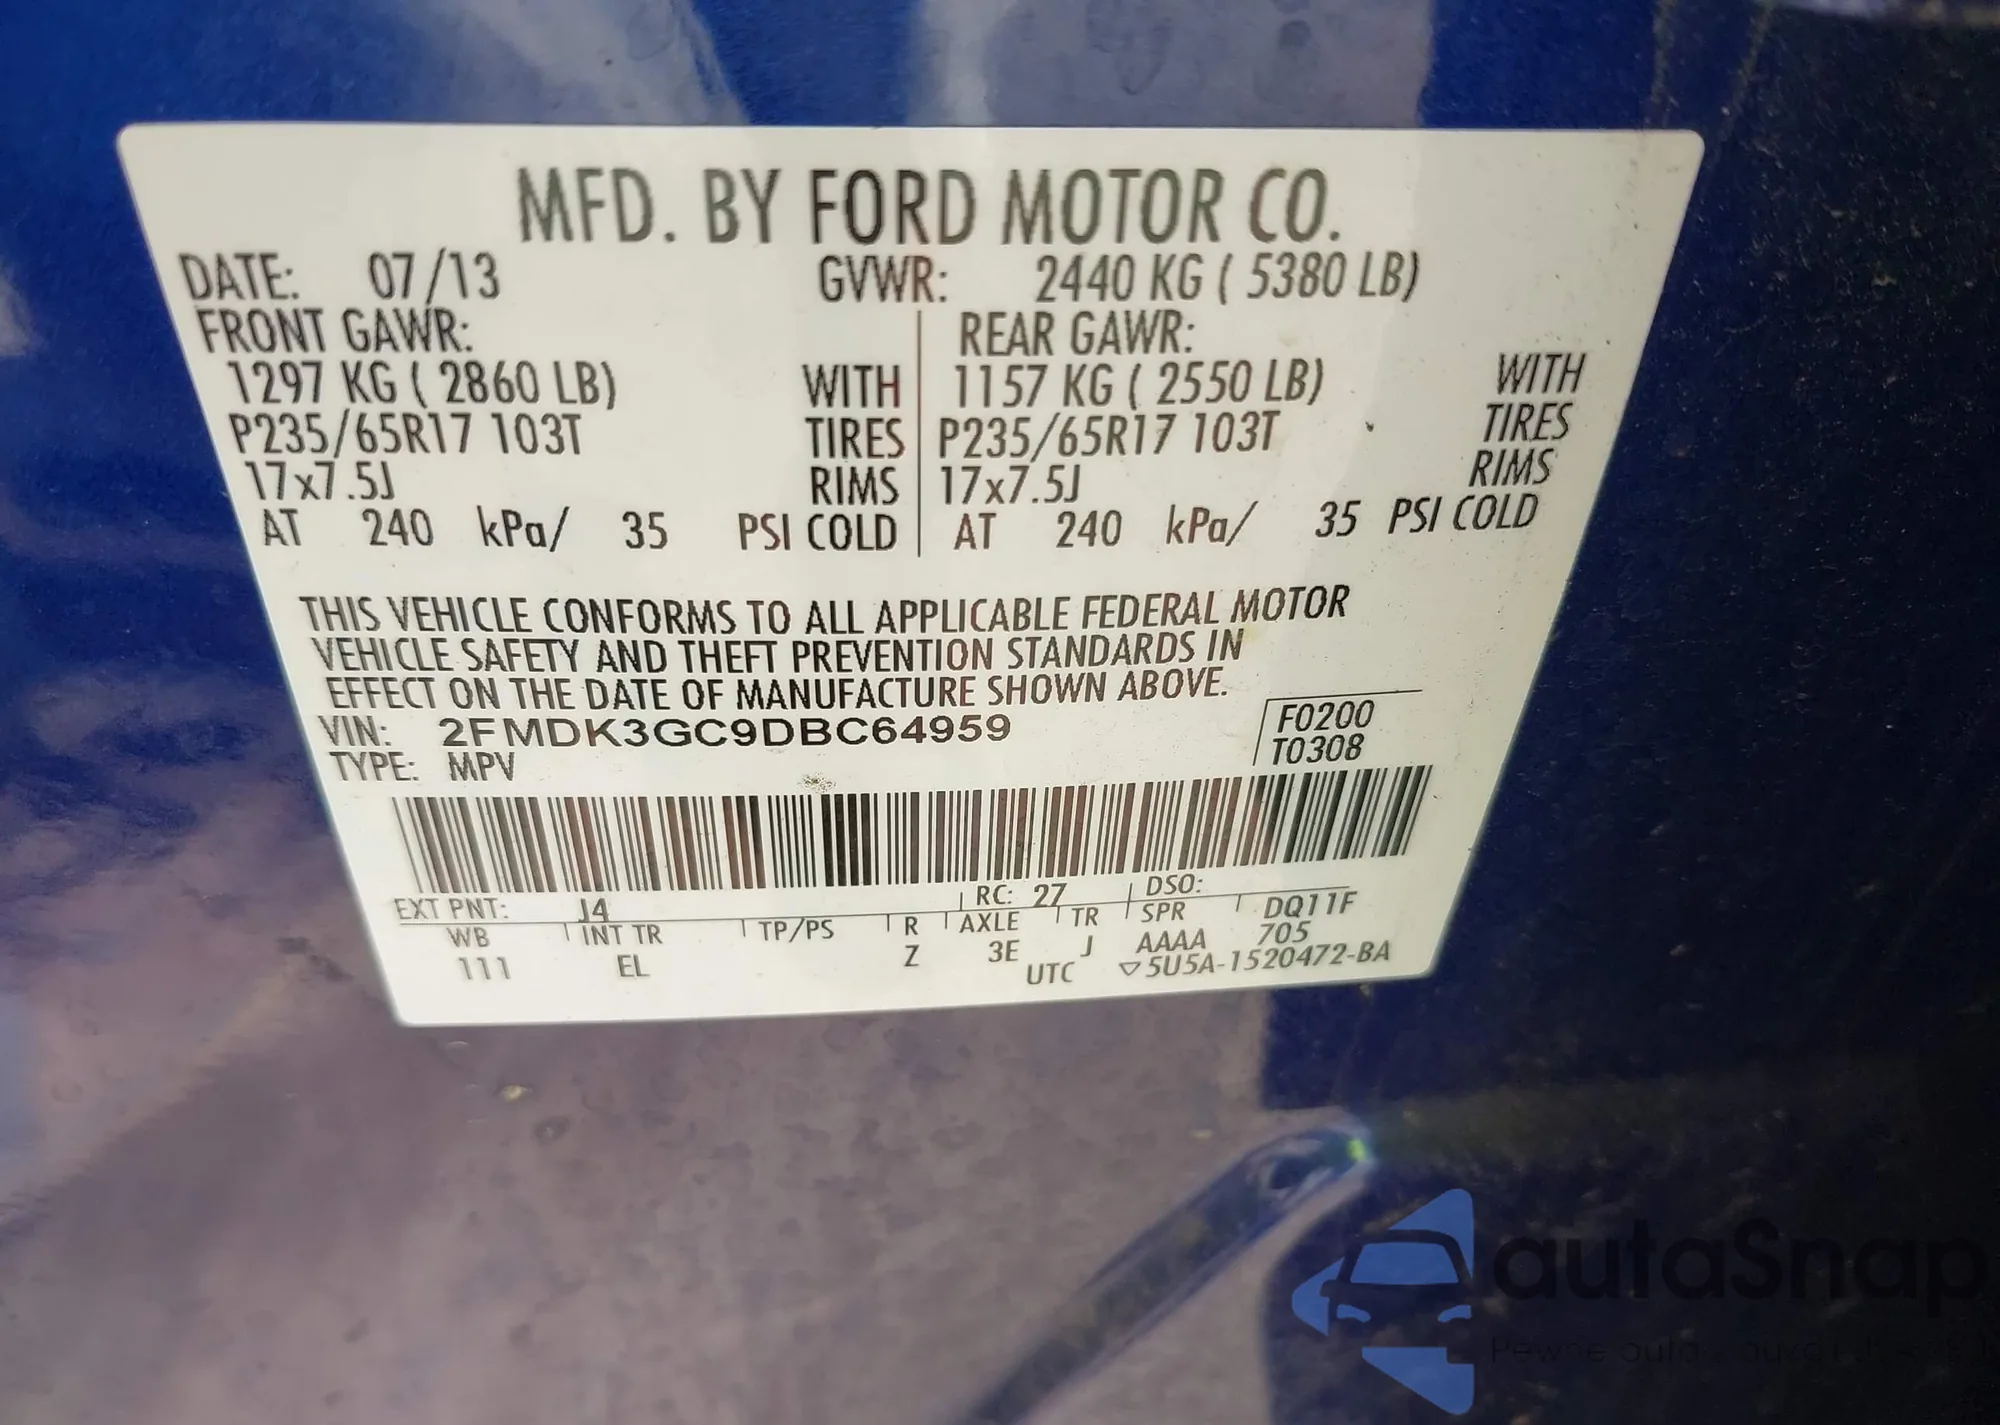 MFD. BY FORD MOTOR CO.
DATE: 07/13 GVWR: 2440 KG ( 5380 LB)
FRONT GAWR: REAR GAWR:
1297 KG ( 2860 LB) WITH 1157 KG ( 2550 LB) WITH
P235/65R17 103T TIRES P235/65R17 103T TIRES
17x7.5J RIMS 17x7.5J RIMS
AT 240 kPa/ 35 PSI COLD AT 240 kPa/ 35 PSI COLD
THIS VEHICLE CONFORMS TO ALL APPLICABLE FEDERAL MOTOR
VEHICLE SAFETY AND THEFT PREVENTION STANDARDS IN
EFFECT ON THE DATE OF MANUFACTURE SHOWN ABOVE.
VIN: 2FMDK3GC9DBC64959 F0200
TYPE: MPV T0308
EXT PNT: J4 RC: 27 DSO:
WB INT TR TP/PS R AXLE TR SPR DQ11F
111 EL Z 3E J AAAA 705
UTC ▽5U5A-1520472-BA
autaSnap
Pewne auta